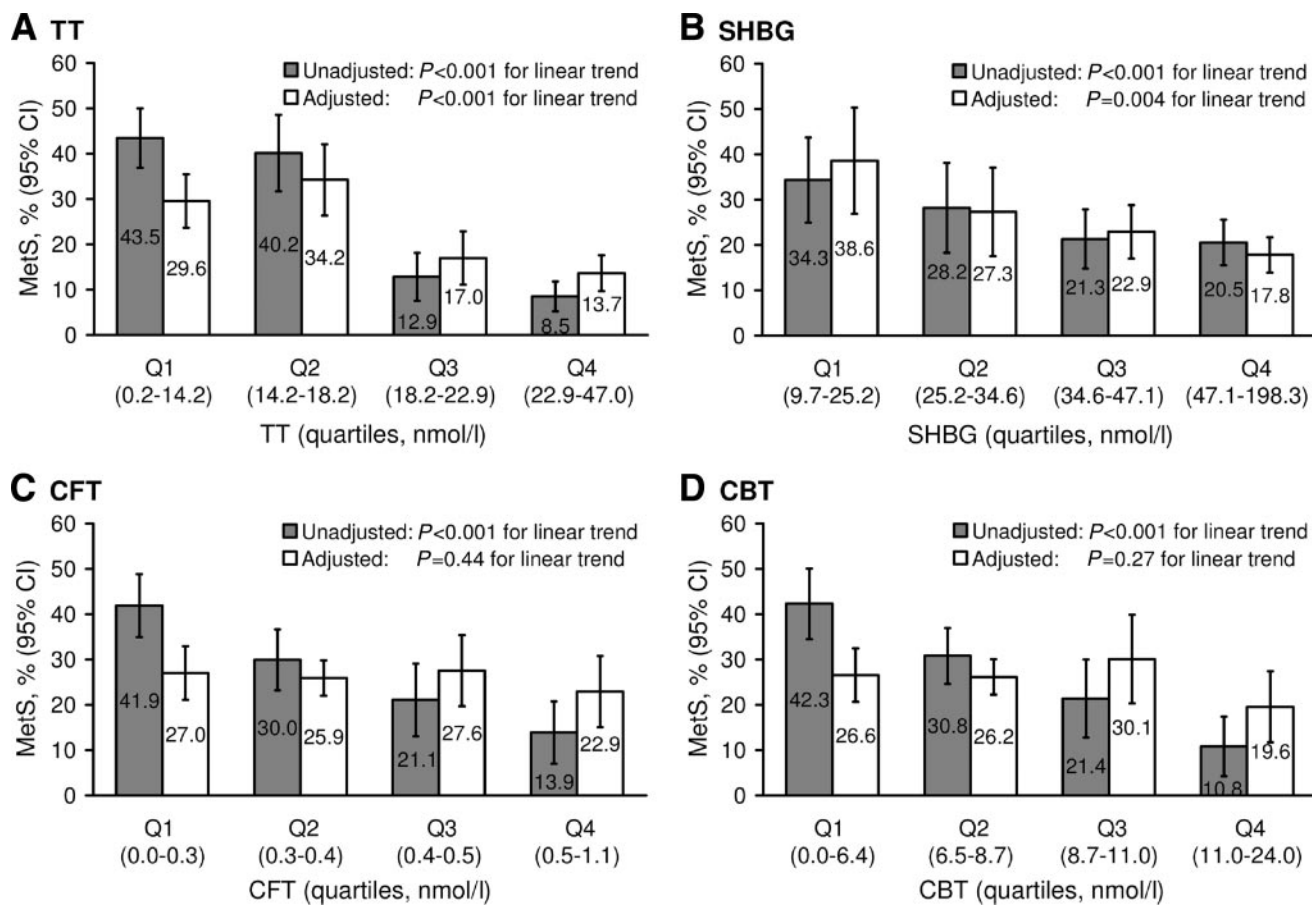 A TT
60
50
40
30
20
10
0
MetS, % (95% CI)
Unadjusted: P<0.001 for linear trend
Adjusted: P<0.001 for linear trend
43.5
29.6
40.2
34.2
12.9
17.0
8.5
13.7
Q1 Q2 Q3 Q4
(0.2-14.2) (14.2-18.2) (18.2-22.9) (22.9-47.0)
TT (quartiles, nmol/l)
B SHBG
60
50
40
30
20
10
0
MetS, % (95% CI)
Unadjusted: P<0.001 for linear trend
Adjusted: P=0.004 for linear trend
34.3
38.6
28.2
27.3
21.3
22.9
20.5
17.8
Q1 Q2 Q3 Q4
(9.7-25.2) (25.2-34.6) (34.6-47.1) (47.1-198.3)
SHBG (quartiles, nmol/l)
C CFT
60
50
40
30
20
10
0
MetS, % (95% CI)
Unadjusted: P<0.001 for linear trend
Adjusted: P=0.44 for linear trend
41.9
27.0
30.0
25.9
21.1
27.6
13.9
22.9
Q1 Q2 Q3 Q4
(0.0-0.3) (0.3-0.4) (0.4-0.5) (0.5-1.1)
CFT (quartiles, nmol/l)
D CBT
60
50
40
30
20
10
0
MetS, % (95% CI)
Unadjusted: P<0.001 for linear trend
Adjusted: P=0.27 for linear trend
42.3
26.6
30.8
26.2
21.4
30.1
10.8
19.6
Q1 Q2 Q3 Q4
(0.0-6.4) (6.5-8.7) (8.7-11.0) (11.0-24.0)
CBT (quartiles, nmol/l)